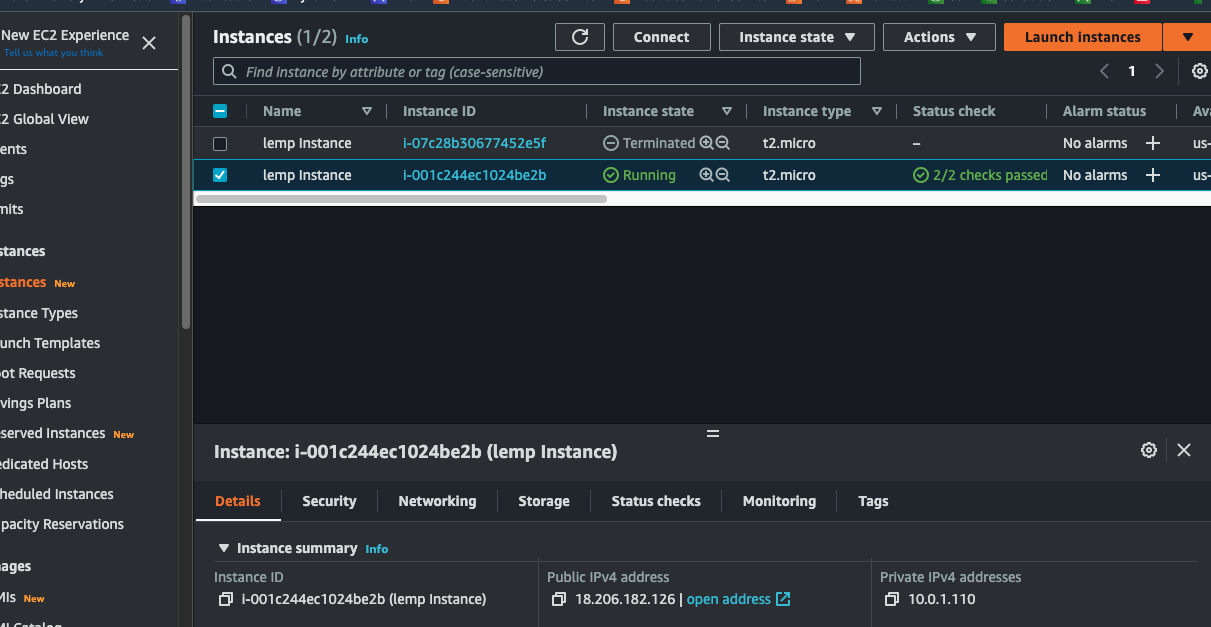 New EC2 Experience
Tell us what you think
C2 Dashboard
C2 Global View
ents
gs
mits
stances
stances New
stance Types
unch Templates
ot Requests
vings Plans
served Instances New
edicated Hosts
heduled Instances
pacity Reservations
ages
MIs New
Instances (1/2) Info
Connect
Instance state
Actions
Launch instances
Find instance by attribute or tag (case-sensitive)
1
Name Instance ID Instance state Instance type Status check Alarm status Ava
lemp Instance i-07c28b30677452e5f Terminated t2.micro – No alarms + us-
lemp Instance i-001c244ec1024be2b Running t2.micro 2/2 checks passed No alarms + us-
Instance: i-001c244ec1024be2b (lemp Instance)
Details Security Networking Storage Status checks Monitoring Tags
Instance summary Info
Instance ID Public IPv4 address Private IPv4 addresses
i-001c244ec1024be2b (lemp Instance) 18.206.182.126 | open address 10.0.1.110